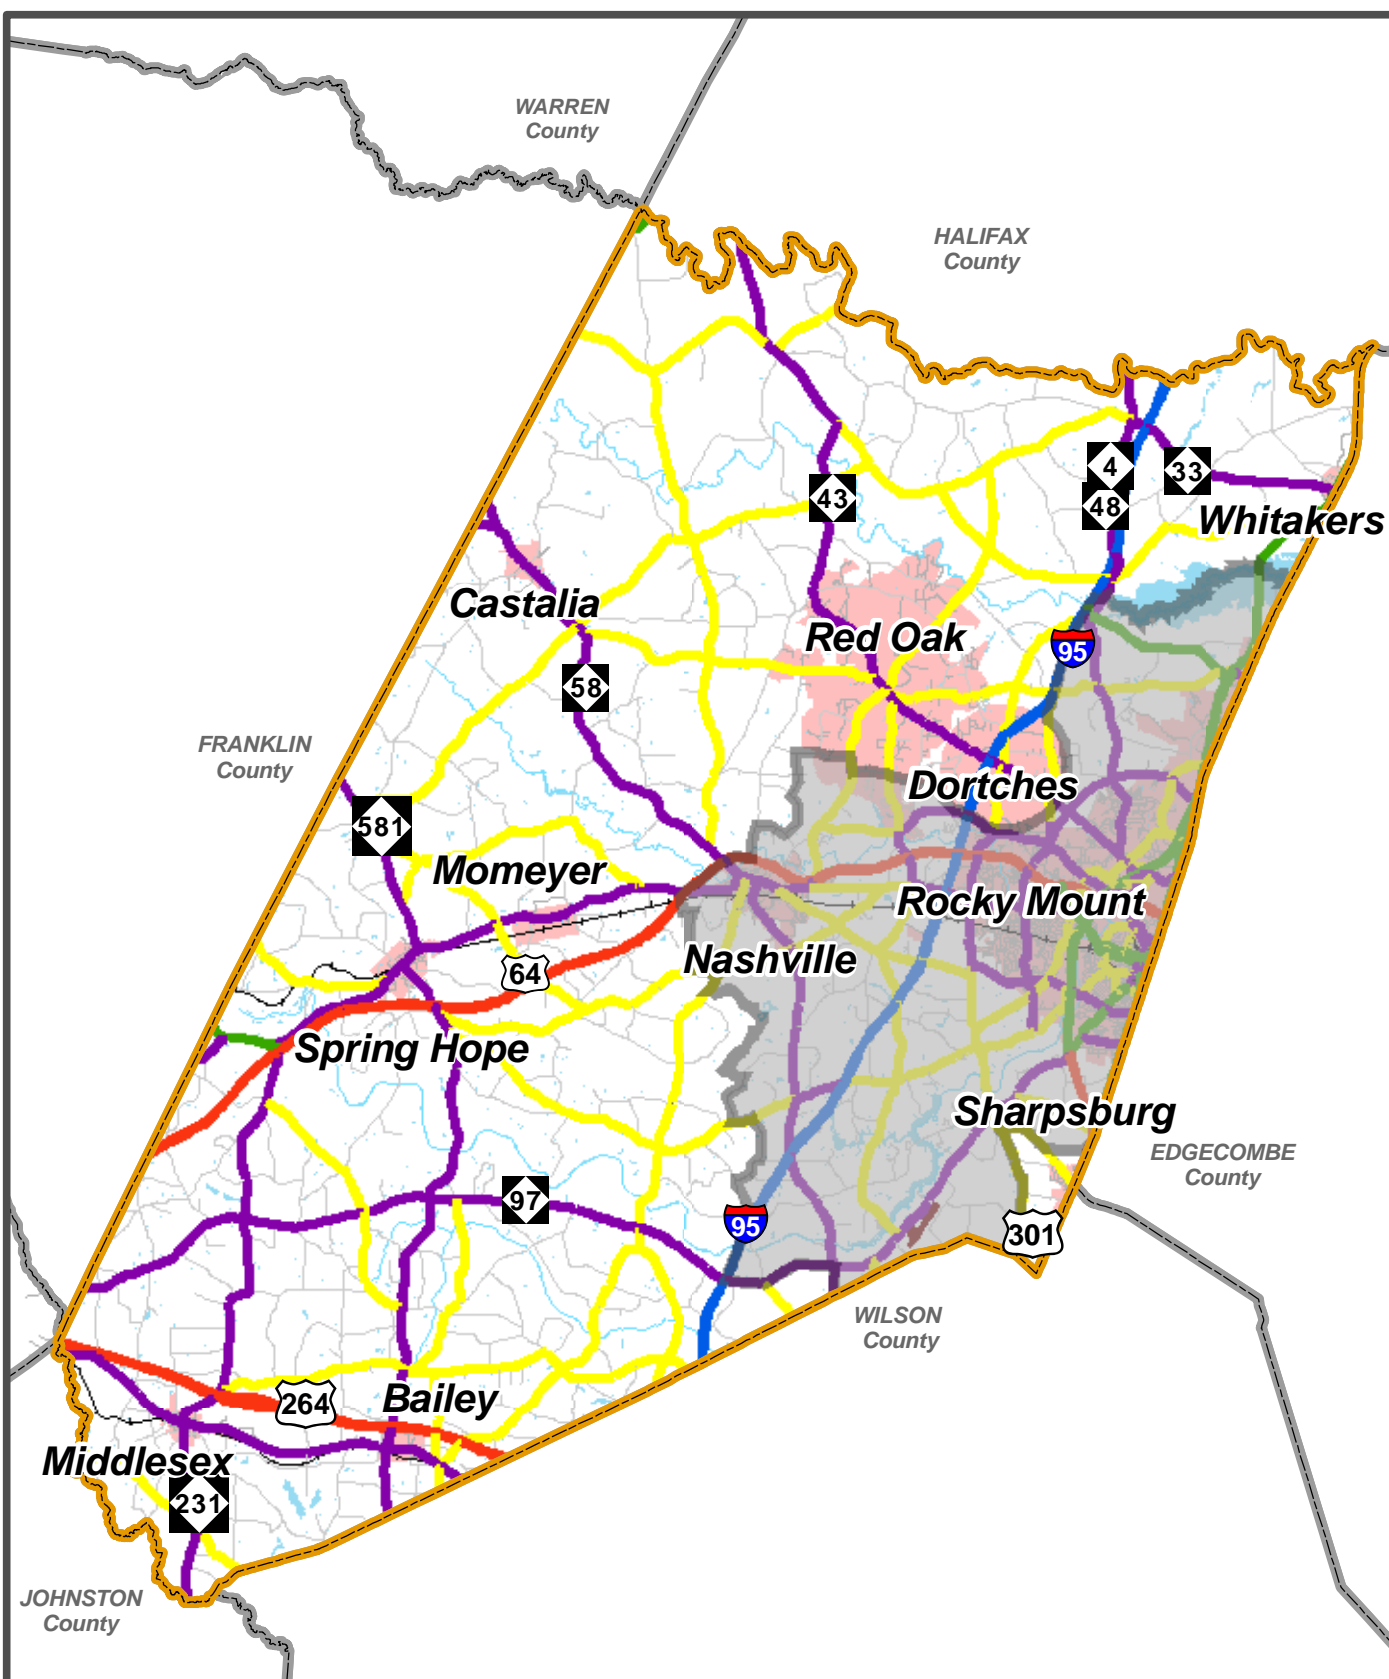 WARREN
County
HALIFAX
County
4
33
43
48
Whitakers
Castalia
Red Oak
95
58
FRANKLIN
County
Dortches
581
Momeyer
Rocky Mount
Nashville
64
Spring Hope
Sharpsburg
EDGECOMBE
County
97
95
301
WILSON
County
264
Bailey
Middlesex
231
JOHNSTON
County